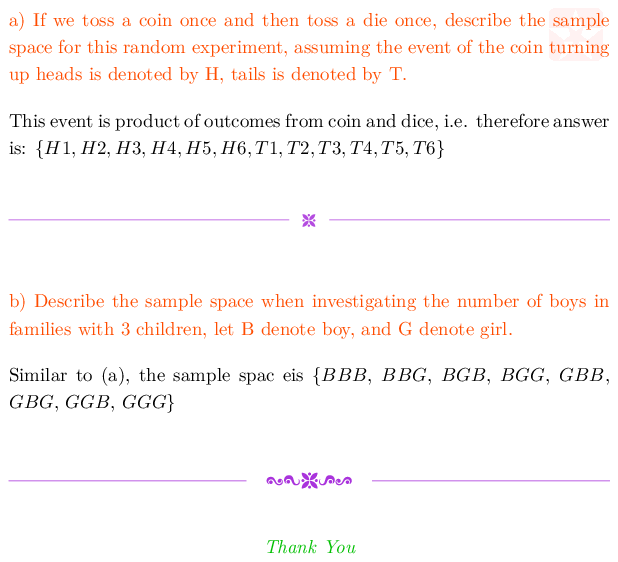 a) If we toss a coin once and then toss a die once, describe the sample
space for this random experiment, assuming the event of the coin turning
up heads is denoted by H, tails is denoted by T.
This event is product of outcomes from coin and dice, i.e. therefore answer
is: {H1, H2, H3, H4, H5, H6, T1, T2, T3, T4, T5, T6}
b) Describe the sample space when investigating the number of boys in
families with 3 children, let B denote boy, and G denote girl.
Similar to (a), the sample spac eis {BBB, BBG, BGB, BGG, GBB,
GBG, GGB, GGG}
Thank You